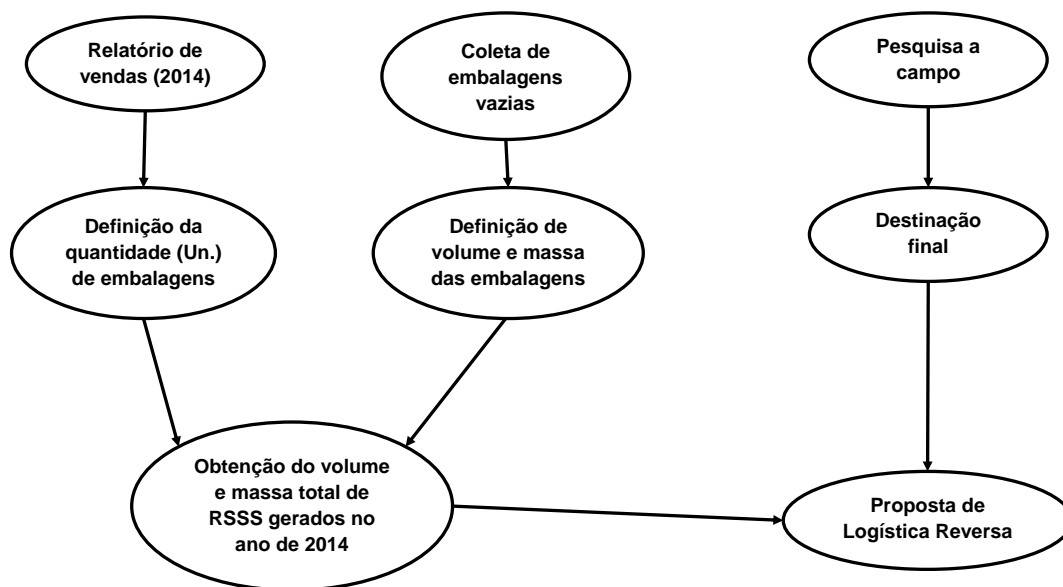 Relatório de
vendas (2014)
Coleta de
embalagens
vazias
Pesquisa a
campo
Definição da
quantidade (Un.)
de embalagens
Definição de
volume e massa
das embalagens
Destinação
final
Obtenção do volume
e massa total de
RSSS gerados no
ano de 2014
Proposta de
Logística Reversa